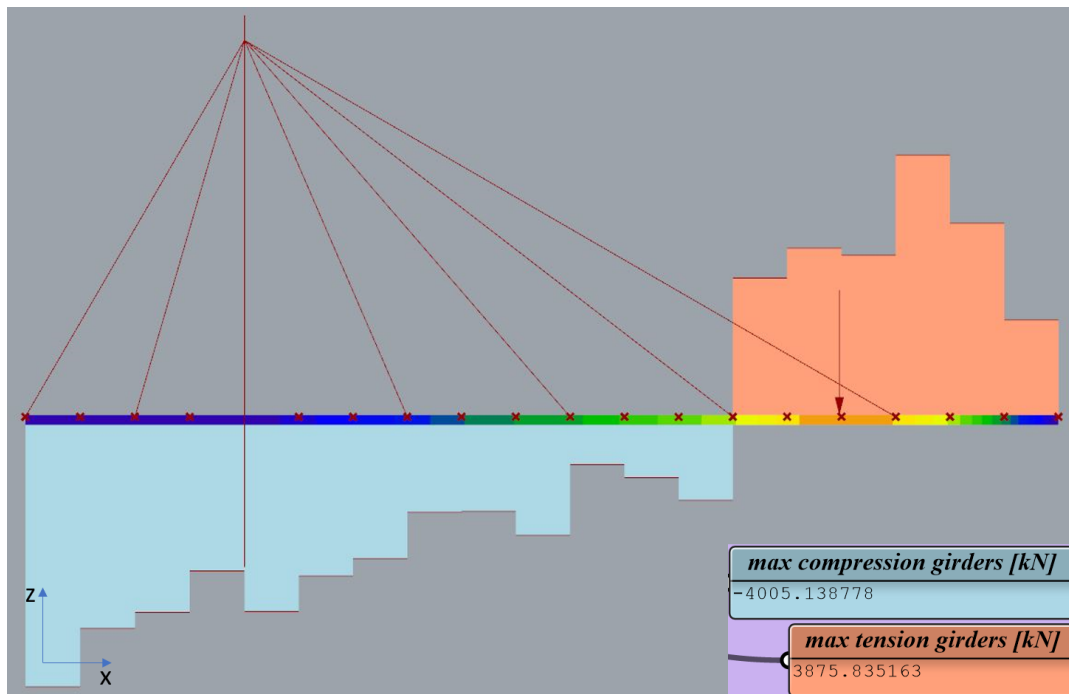 Z
X
max compression girders [kN]
-4005.138778
max tension girders [kN]
3875.835163